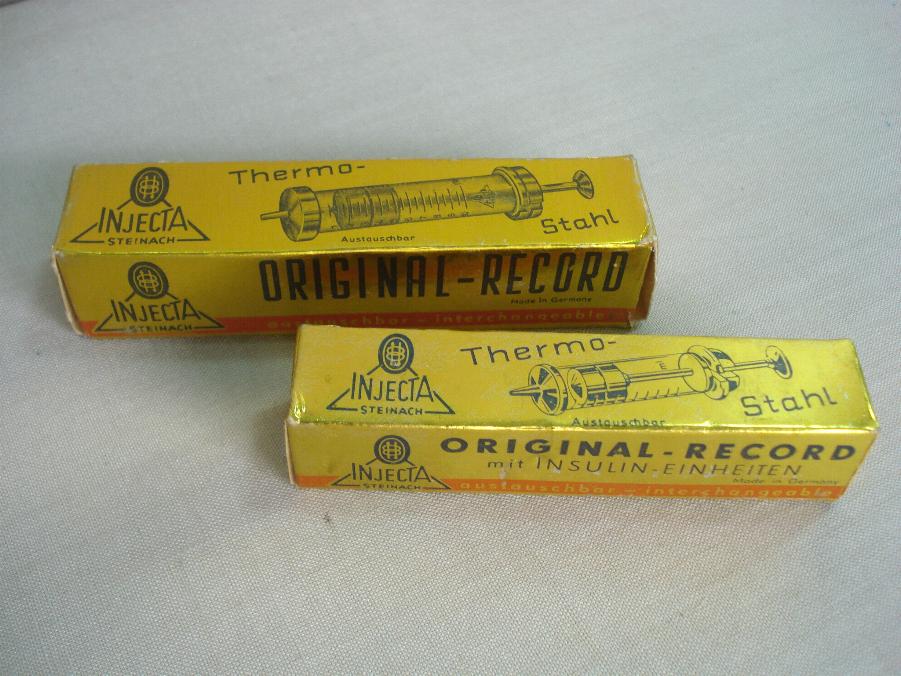 Thermo-
INJECTA
STEINACH
Austauschbar
Stahl
INJECTA
STEINACH
ORIGINAL-RECORD
Made in Germany
austauschbar - interchangeable
Thermo-
INJECTA
STEINACH
Austauschbar
Stahl
INJECTA
STEINACH
ORIGINAL-RECORD
mit INSULIN-EINHEITEN
Made in Germany
austauschbar - interchangeable